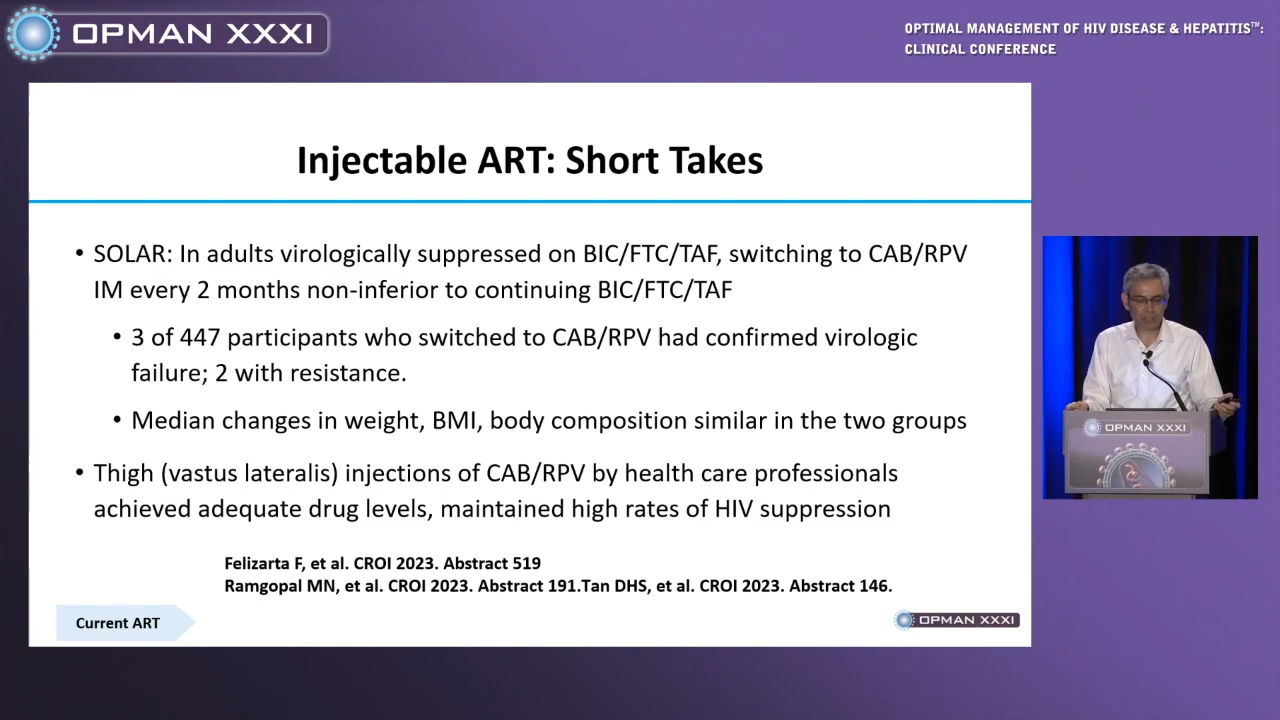 OPMAN XXXI
OPTIMAL MANAGEMENT OF HIV DISEASE & HEPATITIS™:
CLINICAL CONFERENCE
Injectable ART: Short Takes
• SOLAR: In adults virologically suppressed on BIC/FTC/TAF, switching to CAB/RPV
IM every 2 months non-inferior to continuing BIC/FTC/TAF
• 3 of 447 participants who switched to CAB/RPV had confirmed virologic
failure; 2 with resistance.
• Median changes in weight, BMI, body composition similar in the two groups
• Thigh (vastus lateralis) injections of CAB/RPV by health care professionals
achieved adequate drug levels, maintained high rates of HIV suppression
Felizarta F, et al. CROI 2023. Abstract 519
Ramgopal MN, et al. CROI 2023. Abstract 191.Tan DHS, et al. CROI 2023. Abstract 146.
Current ART
OPMAN XXXI
OPMAN XXXI